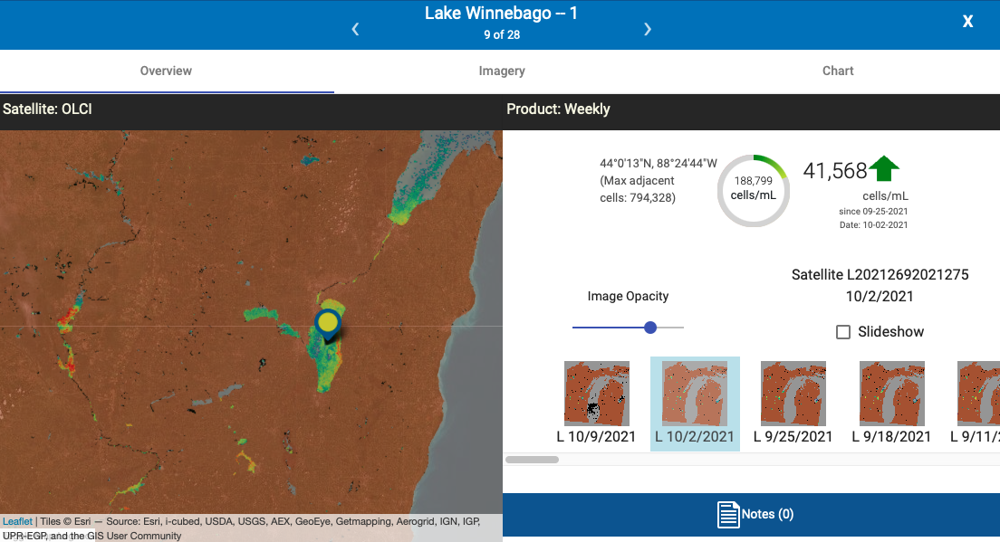 Lake Winnebago -- 1
9 of 28
X
Overview
Imagery
Chart
Satellite: OLCI
Product: Weekly
44°0'13"N, 88°24'44"W
(Max adjacent
cells: 794,328)
188,799
cells/mL
41,568
cells/mL
since 09-25-2021
Date: 10-02-2021
Satellite L20212692021275
10/2/2021
Image Opacity
Slideshow
L 10/9/2021
L 10/2/2021
L 9/25/2021
L 9/18/2021
L 9/11/2
Leaflet | Tiles © Esri — Source: Esri, i-cubed, USDA, USGS, AEX, GeoEye, Getmapping, Aerogrid, IGN, IGP,
UPR-EGP, and the GIS User Community
Notes (0)